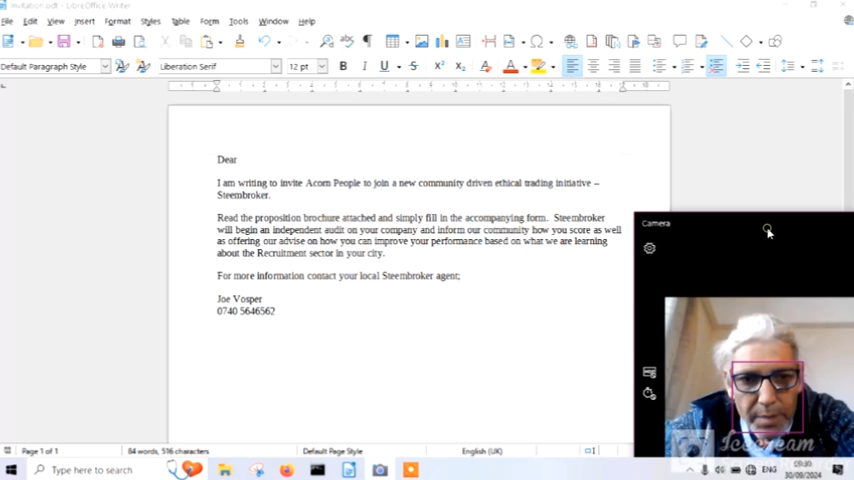 invitation.odt - LibreOffice Writer
File Edit View Insert Format Styles Table Form Tools Window Help
Default Paragraph Style Liberation Serif 12 pt
Dear
I am writing to invite Acorn People to join a new community driven ethical trading initiative –
Steembroker.
Read the proposition brochure attached and simply fill in the accompanying form. Steembroker
will begin an independent audit on your company and inform our community how you score as well
as offering our advise on how you can improve your performance based on what we are learning
about the Recruitment sector in your city.
For more information contact your local Steembroker agent;
Joe Vosper
0740 5646562
Camera
Icecream
Page 1 of 1 84 words, 516 characters Default Page Style English (UK)
Type here to search ENG
30/09/2024